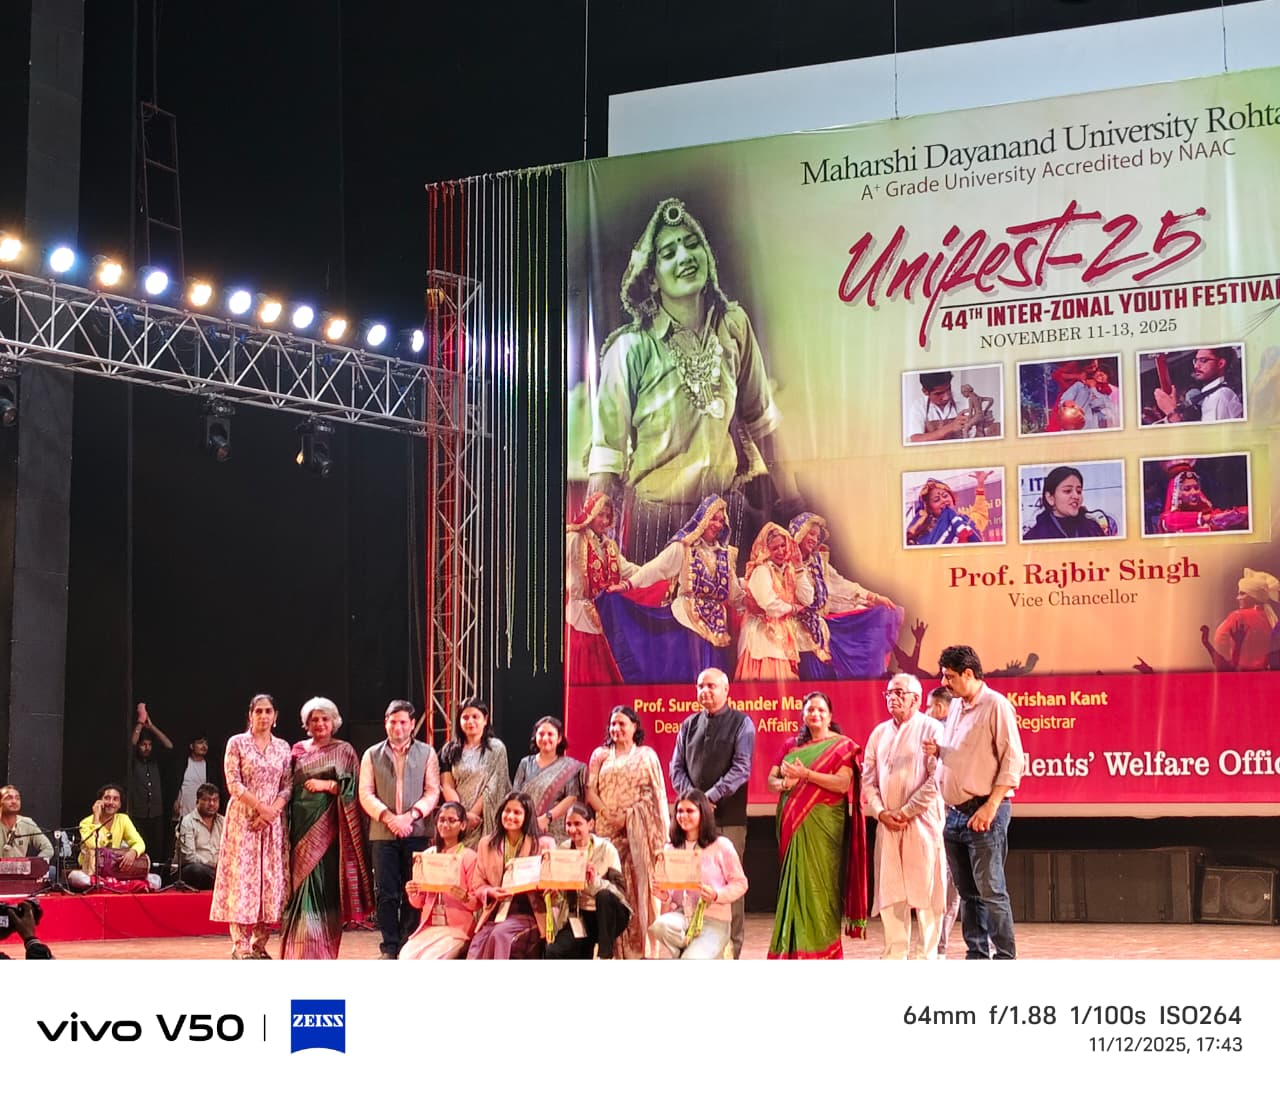 Maharshi Dayanand University Rohta
A+ Grade University Accredited by NAAC
Unifest-25
44TH INTER-ZONAL YOUTH FESTIVAL
NOVEMBER 11-13, 2025
Prof. Rajbir Singh
Vice Chancellor
Prof. Sures hander Ma
Dea Affairs
Krishan Kant
Registrar
dents' Welfare Offic
vivo V50 | ZEISS
64mm f/1.88 1/100s ISO264
11/12/2025, 17:43